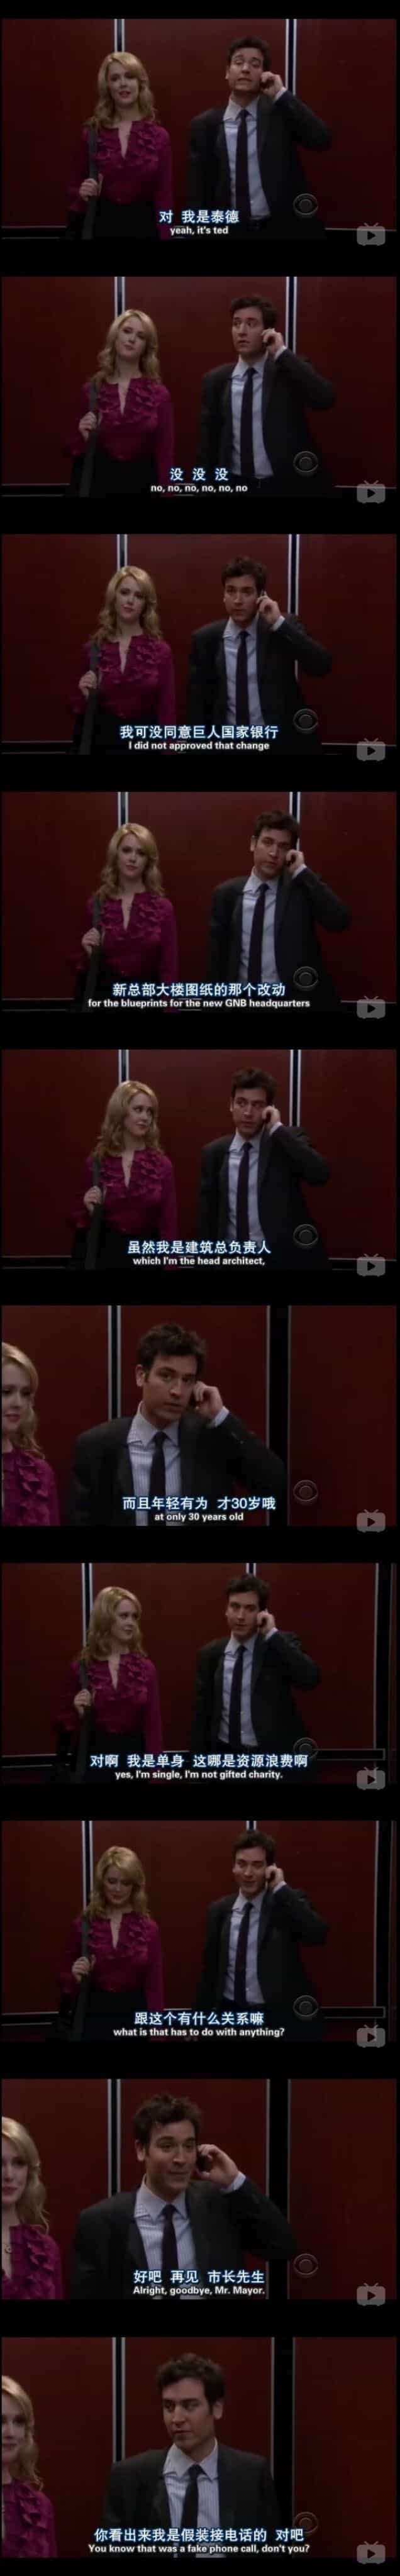 对 我是泰德
yeah, it's ted
没 没 没
no, no, no, no, no, no
我可没同意巨人国家银行
I did not approved that change
新总部大楼图纸的那个改动
for the blueprints for the new GNB headquarters
虽然我是建筑总负责人
which I'm the head architect,
而且年轻有为 才30岁哦
at only 30 years old
对啊 我是单身 这哪是资源浪费啊
yes, I'm single, I'm not gifted charity.
跟这个有什么关系嘛
what is that has to do with anything?
好吧 再见 市长先生
Alright, goodbye, Mr. Mayor.
你看出来我是假装接电话的 对吧
You know that was a fake phone call, don't you?